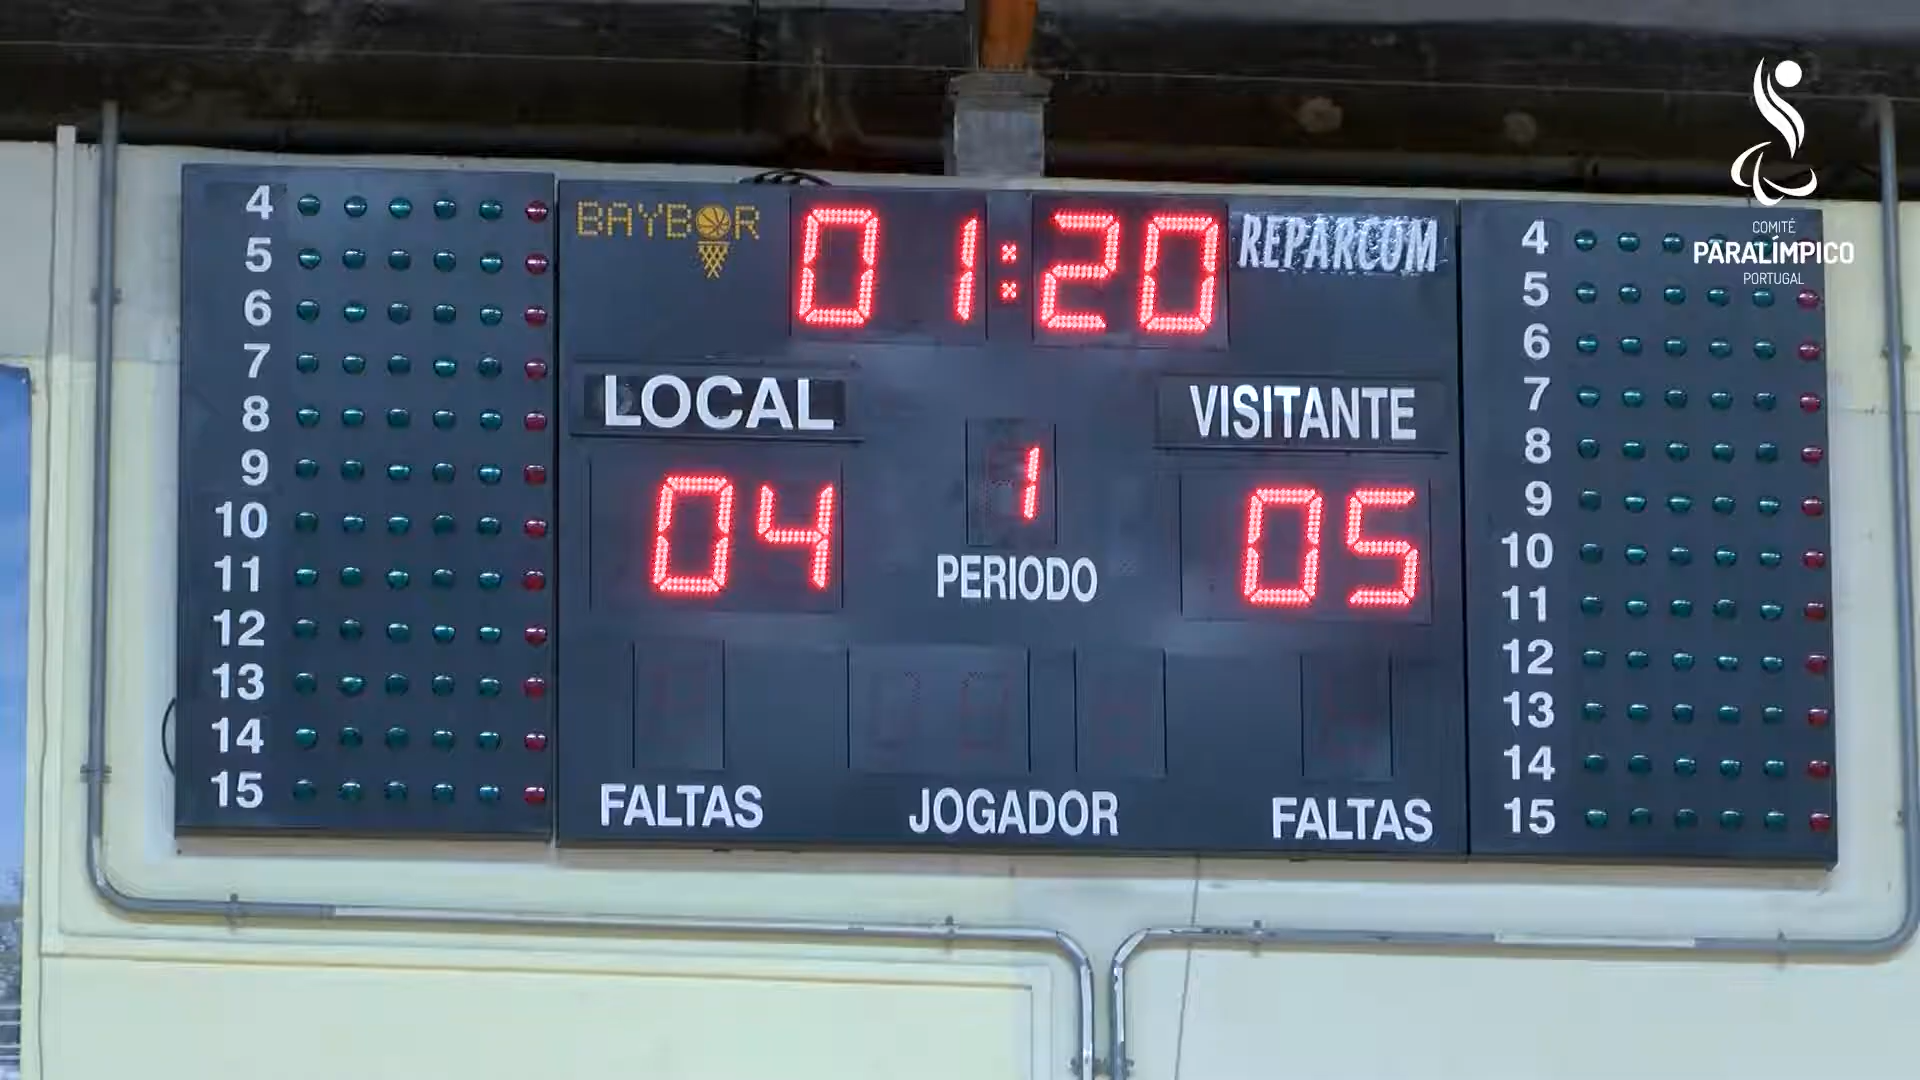 4
5
6
7
8
9
10
11
12
13
14
15
BAYBOR
01:20
REPARCOM
LOCAL
VISITANTE
04
1
05
PERIODO
FALTAS
JOGADOR
FALTAS
4
5
6
7
8
9
10
11
12
13
14
15
COMITÉ
PARALÍMPICO
PORTUGAL